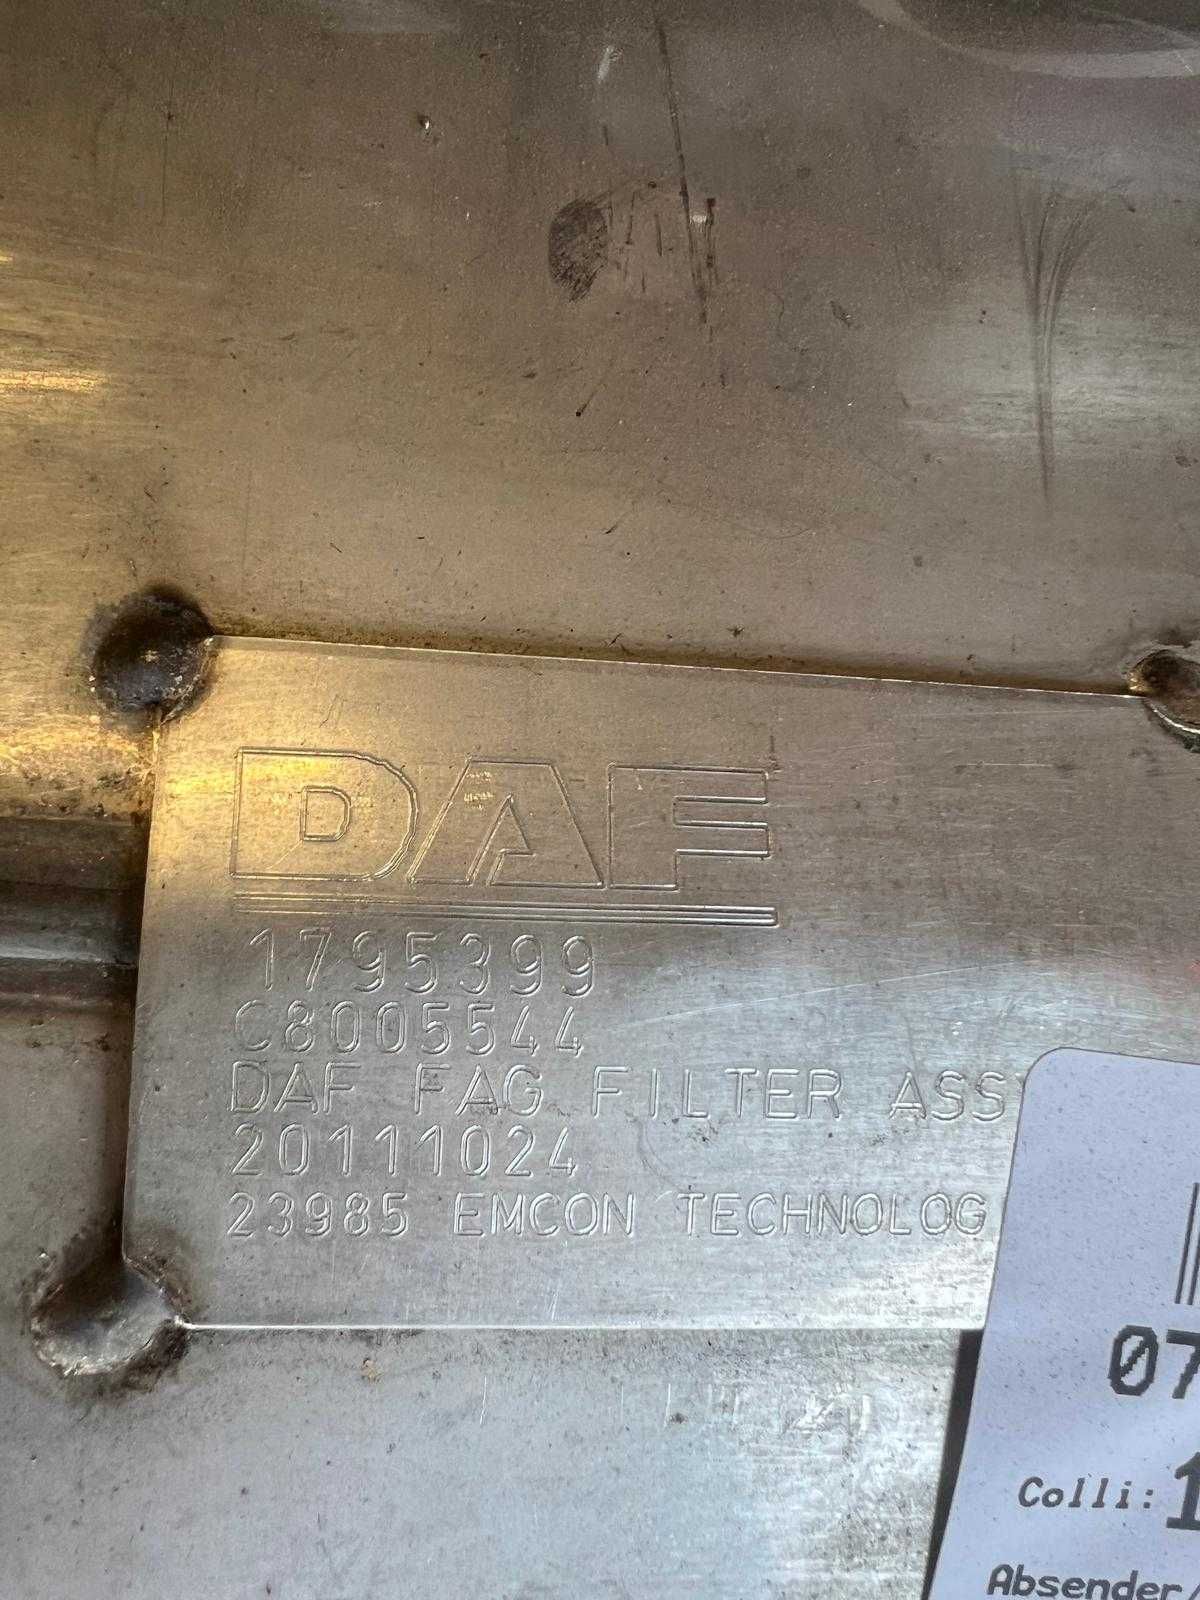 DAF
1795399
C8005544
DAF FAG FILTER ASS
20111024
23985 EMCON TECHNOLOG
07
Colli: 1
Absender/